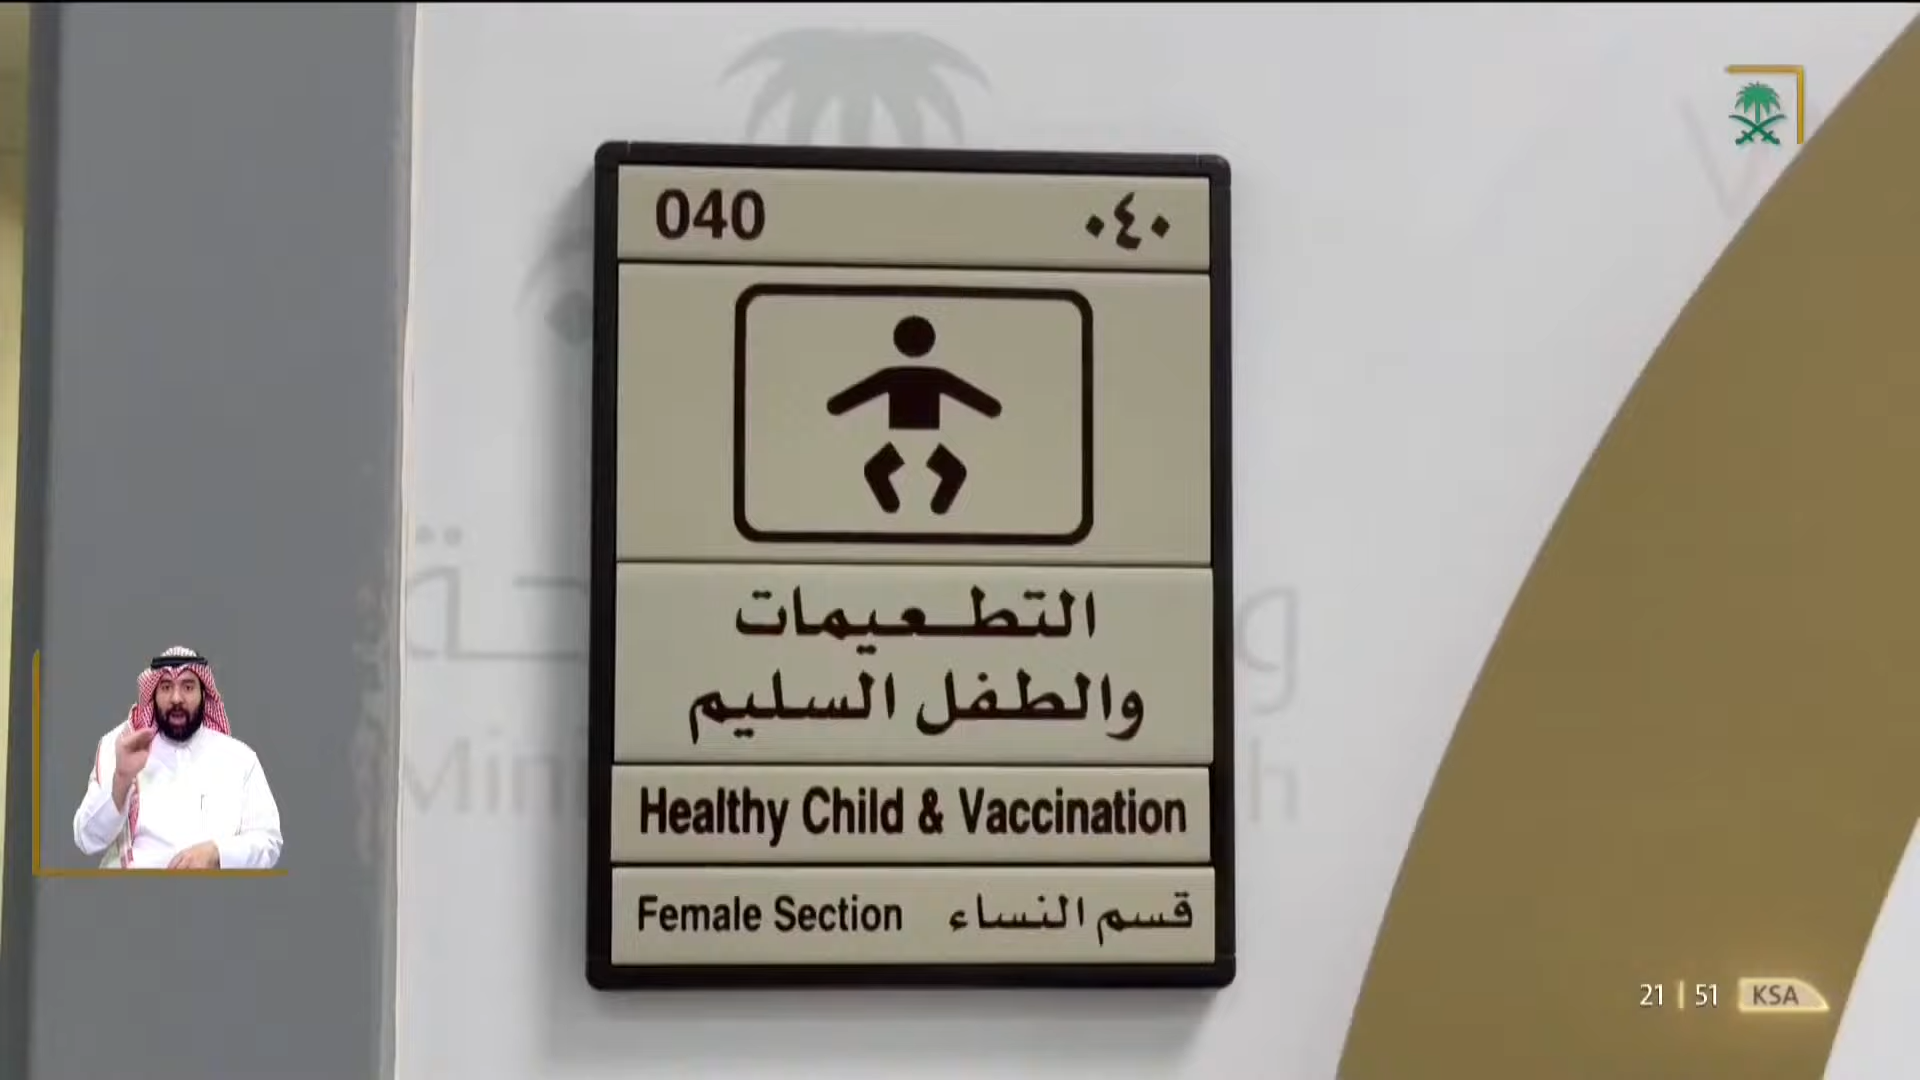 040 ٠٤٠
التطعيمات
والطفل السليم
Healthy Child & Vaccination
Female Section قسم النساء
21 | 51 KSA